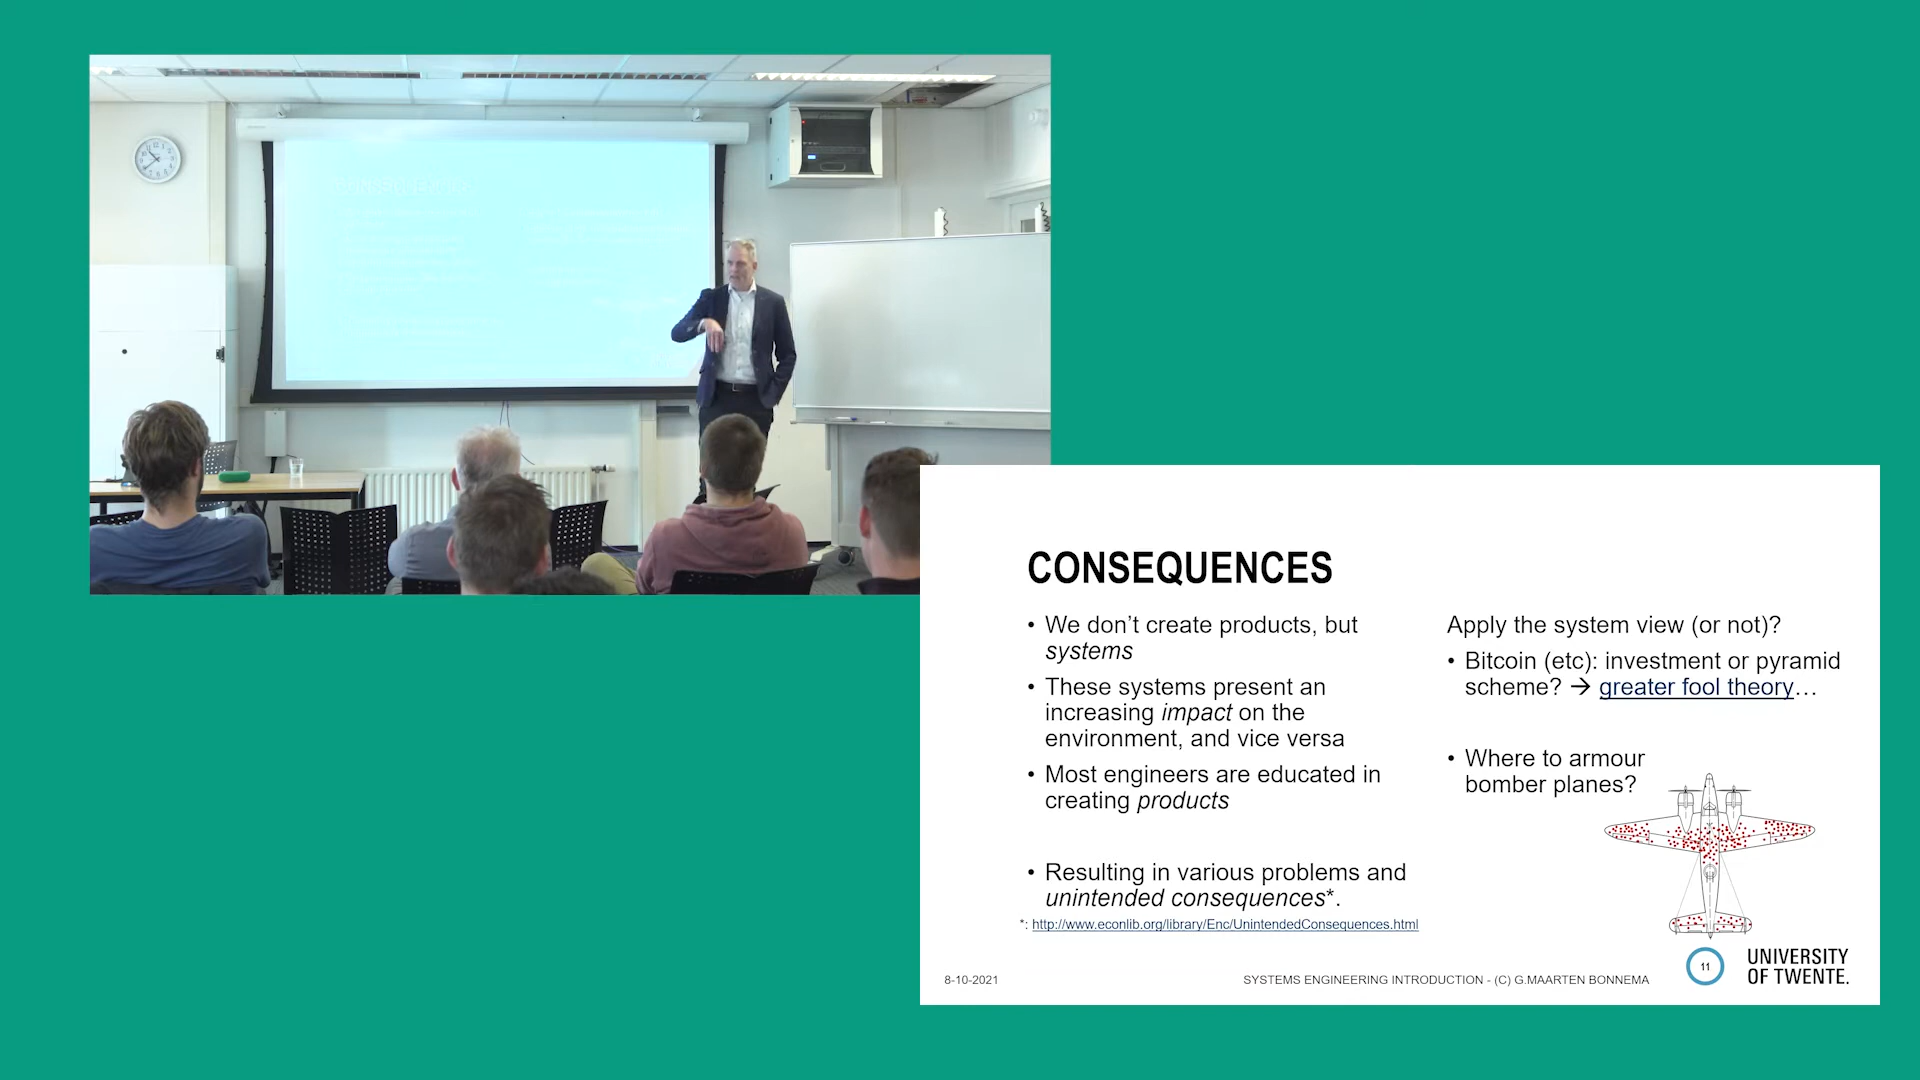 CONSEQUENCES
• We don’t create products, but
systems
• These systems present an
increasing impact on the
environment, and vice versa
• Most engineers are educated in
creating products
• Resulting in various problems and
unintended consequences*.
*: http://www.econlib.org/library/Enc/UnintendedConsequences.html
Apply the system view (or not)?
• Bitcoin (etc): investment or pyramid
scheme? → greater fool theory…
• Where to armour
bomber planes?
8-10-2021
SYSTEMS ENGINEERING INTRODUCTION - (C) G.MAARTEN BONNEMA
11
UNIVERSITY
OF TWENTE.